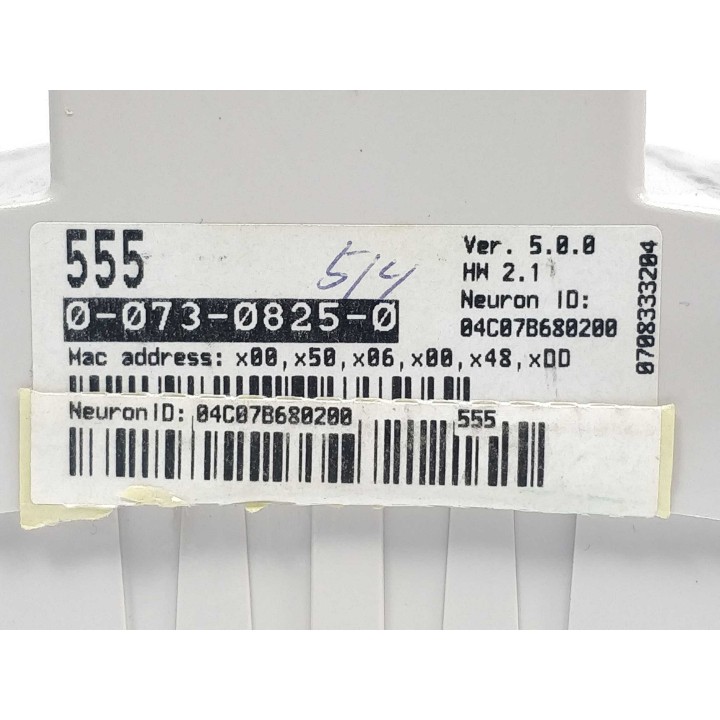 555
5/4
0-073-0825-0
Mac address: x00,x50,x06,x00,x48,xDD
Ver. 5.0.0
HW 2.1
Neuron ID:
04C07B680200
0708333204
Neuron ID: 04C07B680200
555